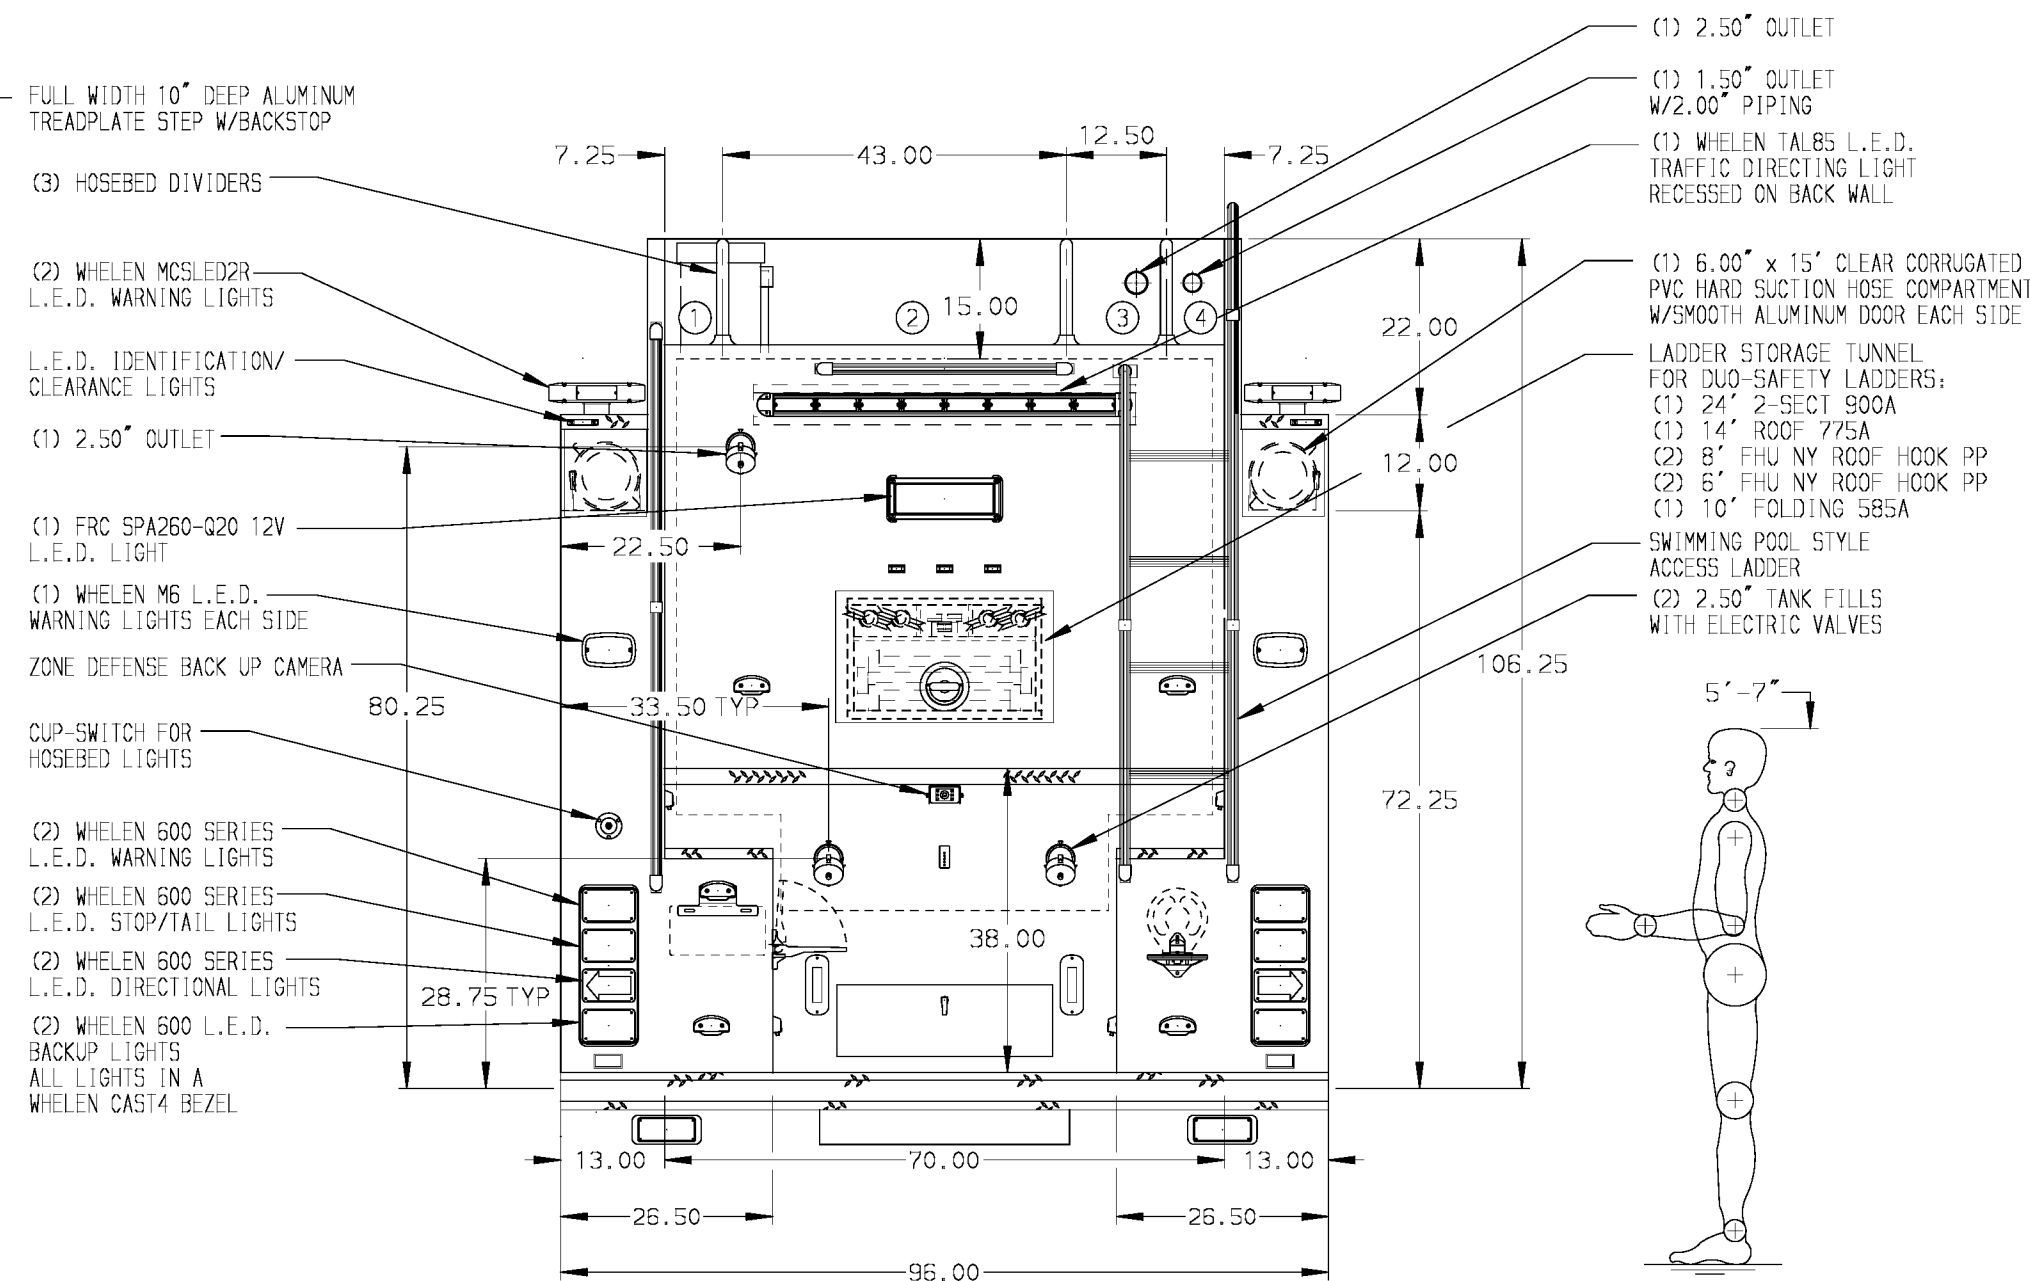 FULL WIDTH 10" DEEP ALUMINUM
TREADPLATE STEP W/BACKSTOP
(3) HOSEBED DIVIDERS
(2) WHELEN MCSLED2R
L.E.D. WARNING LIGHTS
L.E.D. IDENTIFICATION/
CLEARANCE LIGHTS
(1) 2.50" OUTLET
(1) FRC SPA260-Q20 12V
L.E.D. LIGHT
(1) WHELEN M6 L.E.D.
WARNING LIGHTS EACH SIDE
ZONE DEFENSE BACK UP CAMERA
CUP-SWITCH FOR
HOSEBED LIGHTS
(2) WHELEN 600 SERIES
L.E.D. WARNING LIGHTS
(2) WHELEN 600 SERIES
L.E.D. STOP/TAIL LIGHTS
(2) WHELEN 600 SERIES
L.E.D. DIRECTIONAL LIGHTS
(2) WHELEN 600 L.E.D.
BACKUP LIGHTS
ALL LIGHTS IN A
WHELEN CAST4 BEZEL
7.25
43.00
12.50
7.25
15.00
1
2
3
4
22.00
12.00
22.50
106.25
80.25
33.50 TYP
72.25
38.00
28.75 TYP
13.00
70.00
13.00
26.50
26.50
96.00
(1) 2.50" OUTLET
(1) 1.50" OUTLET
W/2.00" PIPING
(1) WHELEN TAL85 L.E.D.
TRAFFIC DIRECTING LIGHT
RECESSED ON BACK WALL
(1) 6.00" x 15' CLEAR CORRUGATED
PVC HARD SUCTION HOSE COMPARTMENT
W/SMOOTH ALUMINUM DOOR EACH SIDE
LADDER STORAGE TUNNEL
FOR DUO-SAFETY LADDERS:
(1) 24' 2-SECT 900A
(1) 14' ROOF 775A
(2) 8' FHU NY ROOF HOOK PP
(2) 6' FHU NY ROOF HOOK PP
(1) 10' FOLDING 585A
SWIMMING POOL STYLE
ACCESS LADDER
(2) 2.50" TANK FILLS
WITH ELECTRIC VALVES
5'-7"